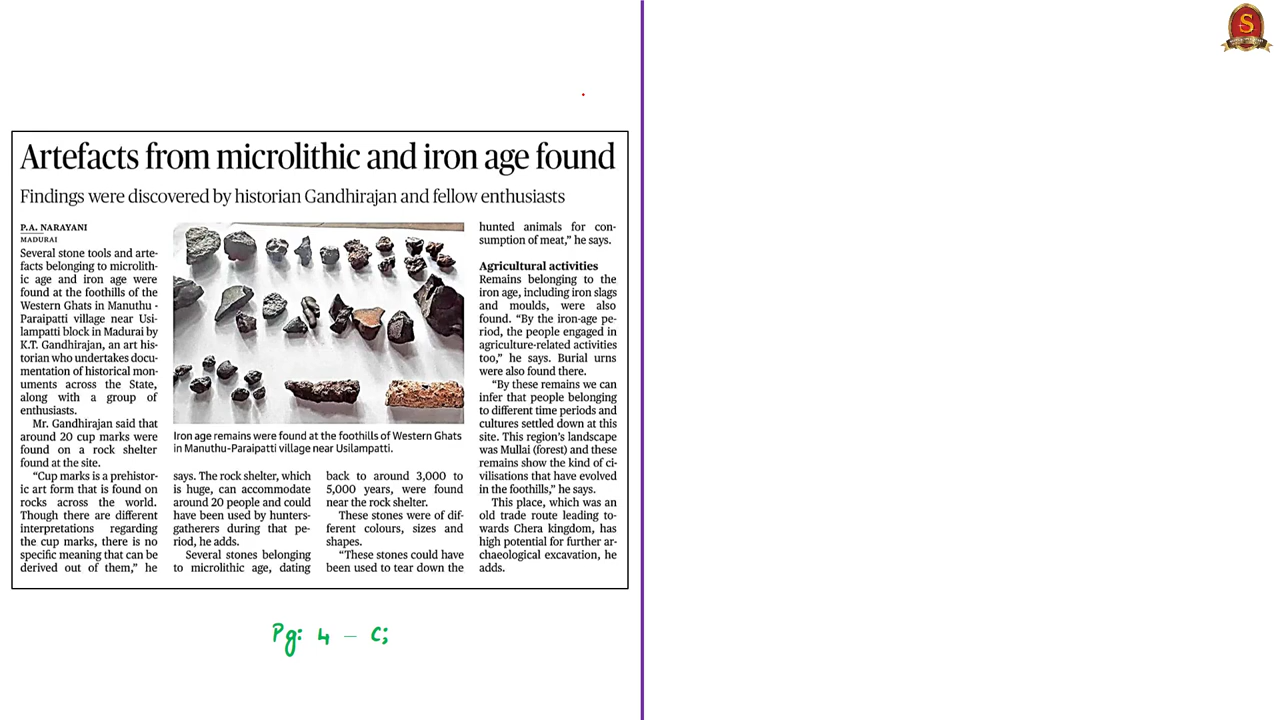 Artefacts from microlithic and iron age found
Findings were discovered by historian Gandhirajan and fellow enthusiasts
P.A. NARAYANI
MADURAI
Several stone tools and arte-
facts belonging to microlith-
ic age and iron age were
found at the foothills of the
Western Ghats in Manuthu -
Paraipatti village near Usi-
lampatti block in Madurai by
K.T. Gandhirajan, an art his-
torian who undertakes docu-
mentation of historical mon-
uments across the State,
along with a group of
enthusiasts.
Mr. Gandhirajan said that
around 20 cup marks were
found on a rock shelter
found at the site.
“Cup marks is a prehistor-
ic art form that is found on
rocks across the world.
Though there are different
interpretations regarding
the cup marks, there is no
specific meaning that can be
derived out of them,” he
Iron age remains were found at the foothills of Western Ghats
in Manuthu-Paraipatti village near Usilampatti.
says. The rock shelter, which
is huge, can accommodate
around 20 people and could
have been used by hunters-
gatherers during that pe-
riod, he adds.
Several stones belonging
to microlithic age, dating
back to around 3,000 to
5,000 years, were found
near the rock shelter.
These stones were of dif-
ferent colours, sizes and
shapes.
“These stones could have
been used to tear down the
hunted animals for con-
sumption of meat,” he says.
Agricultural activities
Remains belonging to the
iron age, including iron slags
and moulds, were also
found. “By the iron-age pe-
riod, the people engaged in
agriculture-related activities
too,” he says. Burial urns
were also found there.
“By these remains we can
infer that people belonging
to different time periods and
cultures settled down at this
site. This region’s landscape
was Mullai (forest) and these
remains show the kind of ci-
vilisations that have evolved
in the foothills,” he says.
This place, which was an
old trade route leading to-
wards Chera kingdom, has
high potential for further ar-
chaeological excavation, he
adds.
Pg: 4 – C;
S